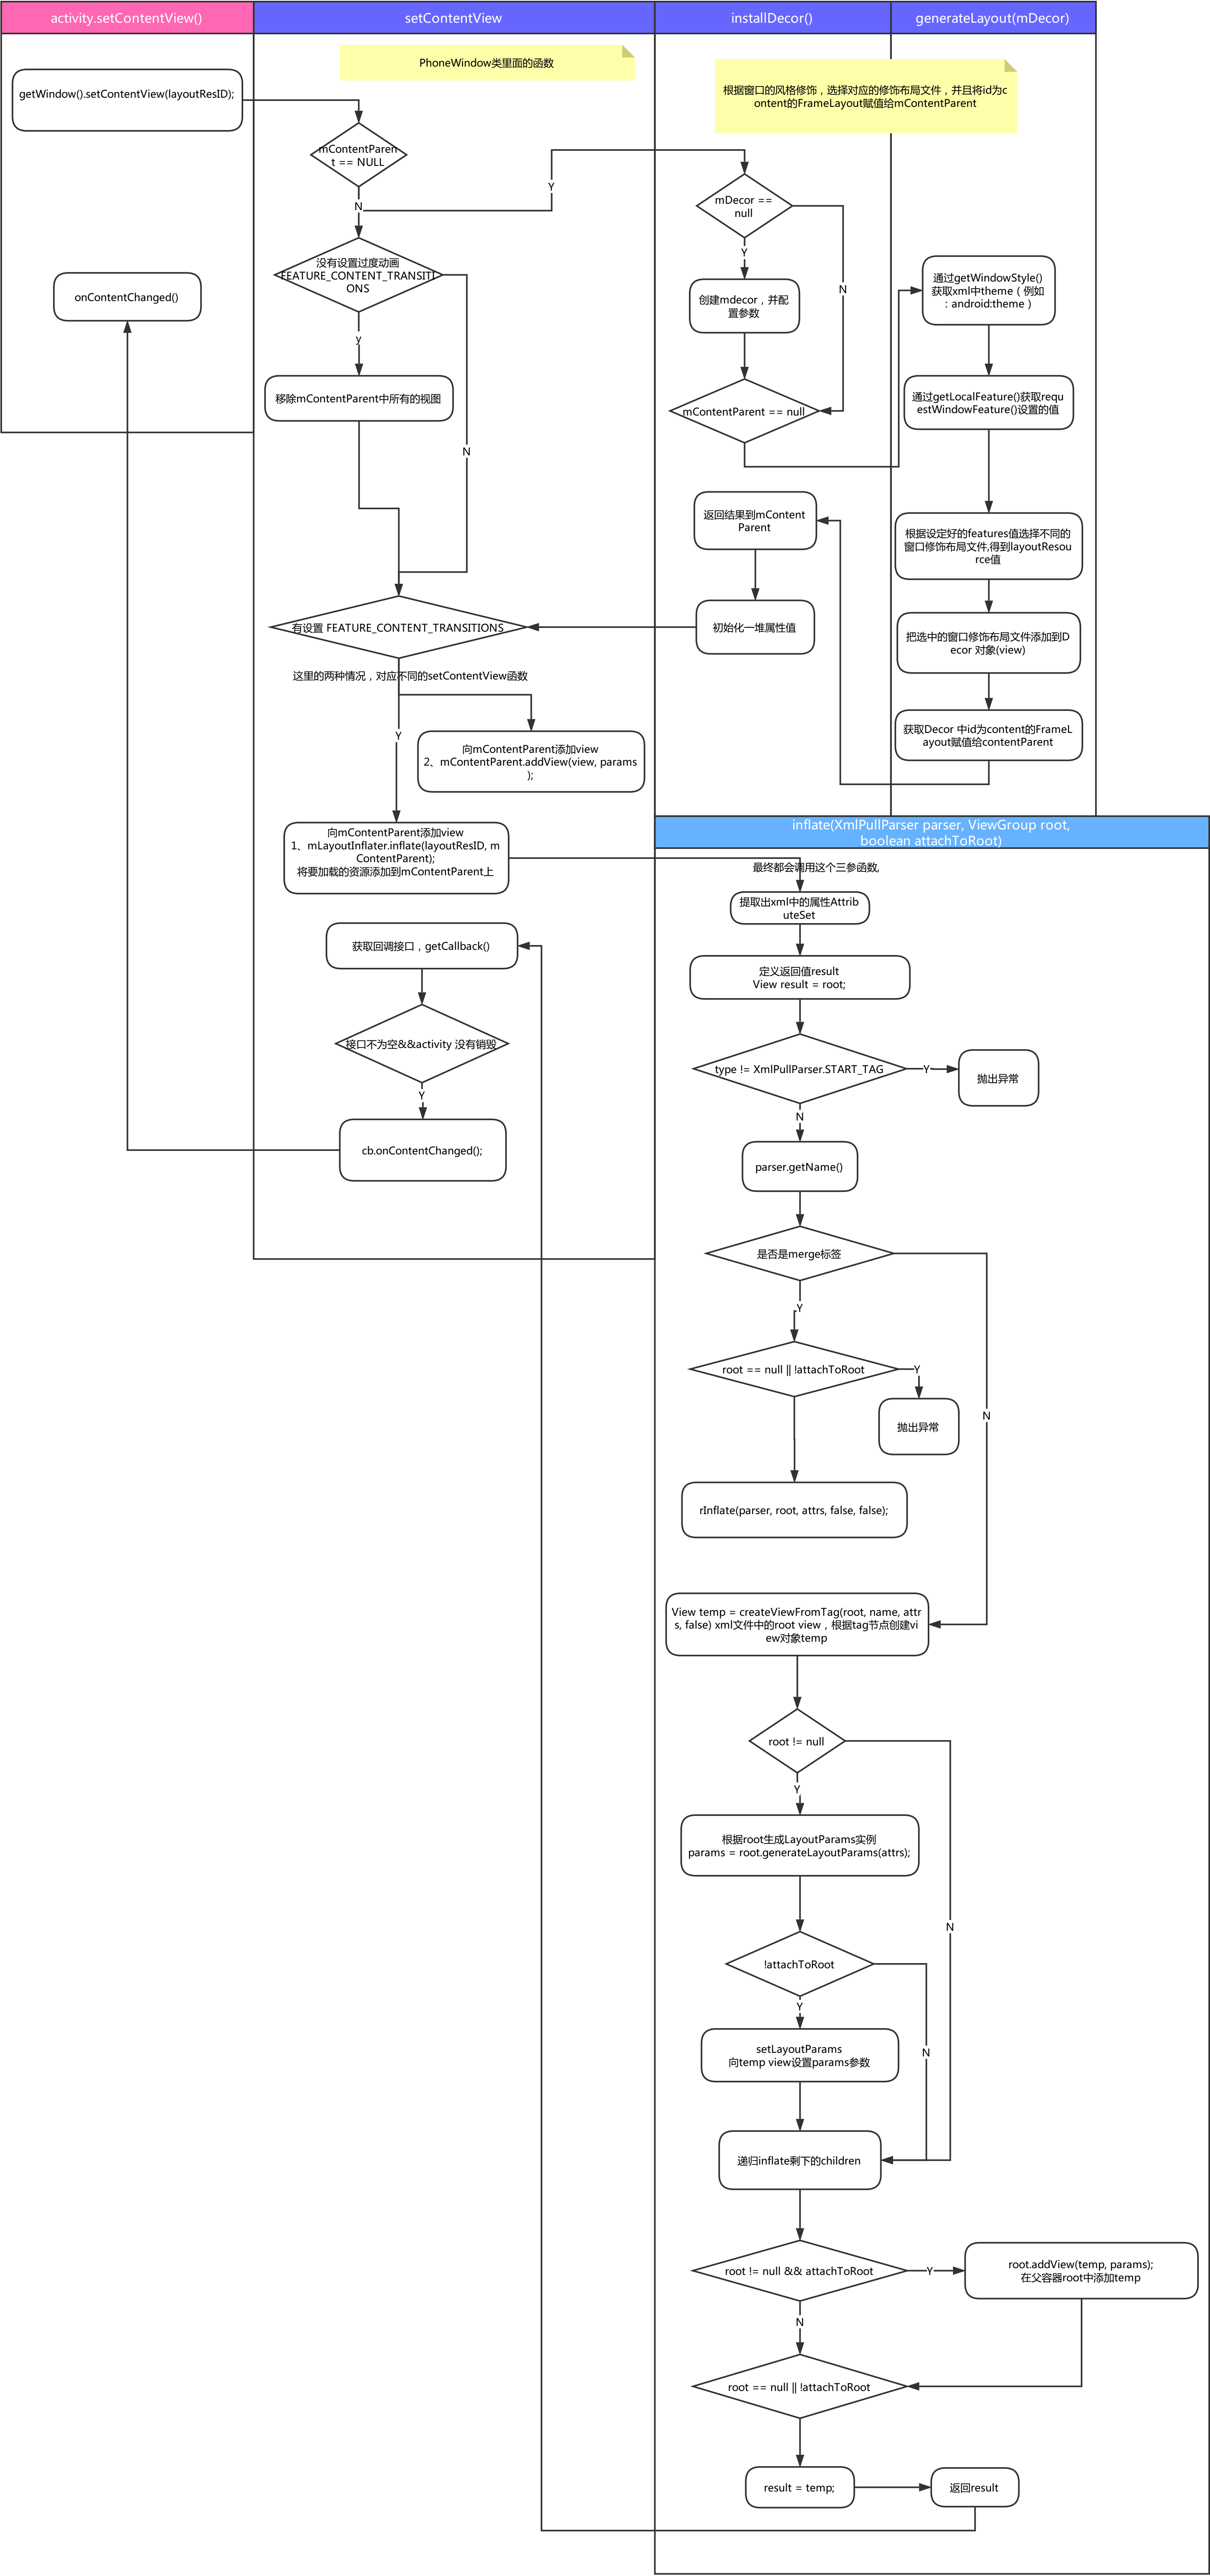 activity.setContentView()
setContentView
installDecor()
generateLayout(mDecor)
PhoneWindow类里面的函数
根据窗口的风格修饰，选择对应的修饰布局文件，并且将id为c
ontent的FrameLayout赋值给mContentParent
getWindow().setContentView(layoutResID);
mContentParen
t == NULL
N
Y
mDecor ==
null
Y
N
没有设置过度动画
FEATURE_CONTENT_TRANSITI
ONS
y
N
onContentChanged()
创建mdecor，并配
置参数
通过getWindowStyle()
获取xml中theme（例如
：android:theme）
移除mContentParent中所有的视图
mContentParent == null
通过getLocalFeature()获取requ
estWindowFeature()设置的值
返回结果到mContent
Parent
根据设定好的features值选择不同的
窗口修饰布局文件,得到layoutResou
rce值
有设置 FEATURE_CONTENT_TRANSITIONS
初始化一堆属性值
把选中的窗口修饰布局文件添加到D
ecor 对象(view)
这里的两种情况，对应不同的setContentView函数
Y
向mContentParent添加view
2、mContentParent.addView(view, params
);
获取Decor 中id为content的FrameL
ayout赋值给contentParent
向mContentParent添加view
1、mLayoutInflater.inflate(layoutResID, m
ContentParent);
将要加载的资源添加到mContentParent上
inflate(XmlPullParser parser, ViewGroup root,
boolean attachToRoot)
最终都会调用这个三参函数,
提取出xml中的属性Attrib
uteSet
获取回调接口，getCallback()
定义返回值result
View result = root;
接口不为空&&activity 没有销毁
Y
type != XmlPullParser.START_TAG
Y
抛出异常
N
cb.onContentChanged();
parser.getName()
是否是merge标签
Y
N
root == null || !attachToRoot
Y
抛出异常
rInflate(parser, root, attrs, false, false);
View temp = createViewFromTag(root, name, attr
s, false) xml文件中的root view，根据tag节点创建vi
ew对象temp
root != null
Y
N
根据root生成LayoutParams实例
params = root.generateLayoutParams(attrs);
!attachToRoot
Y
N
setLayoutParams
向temp view设置params参数
递归inflate剩下的children
root != null && attachToRoot
Y
root.addView(temp, params);
在父容器root中添加temp
N
root == null || !attachToRoot
result = temp;
返回result